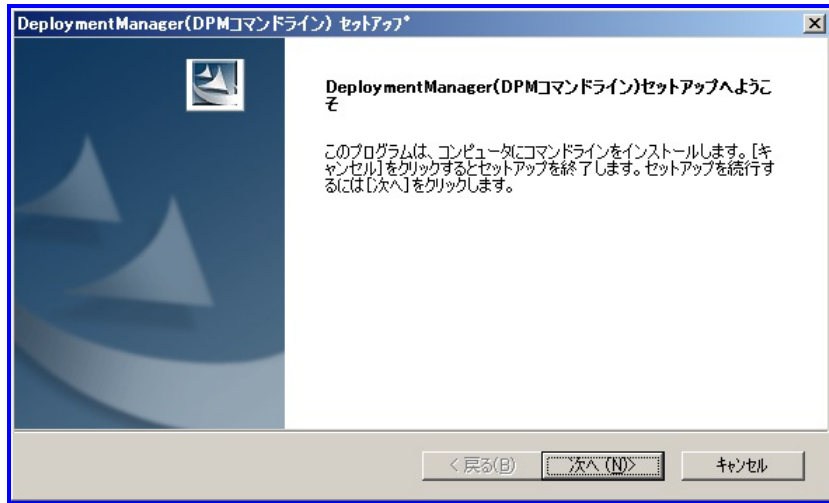 DeploymentManager(DPMコマンドライン) セットアップ
DeploymentManager(DPMコマンドライン)セットアップへようこ
そ
このプログラムは、コンピュータにコマンドラインをインストールします。[キ
ャンセル]をクリックするとセットアップを終了します。セットアップを続行す
るには[次へ]をクリックします。
< 戻る(B)
次へ (N)>
キャンセル